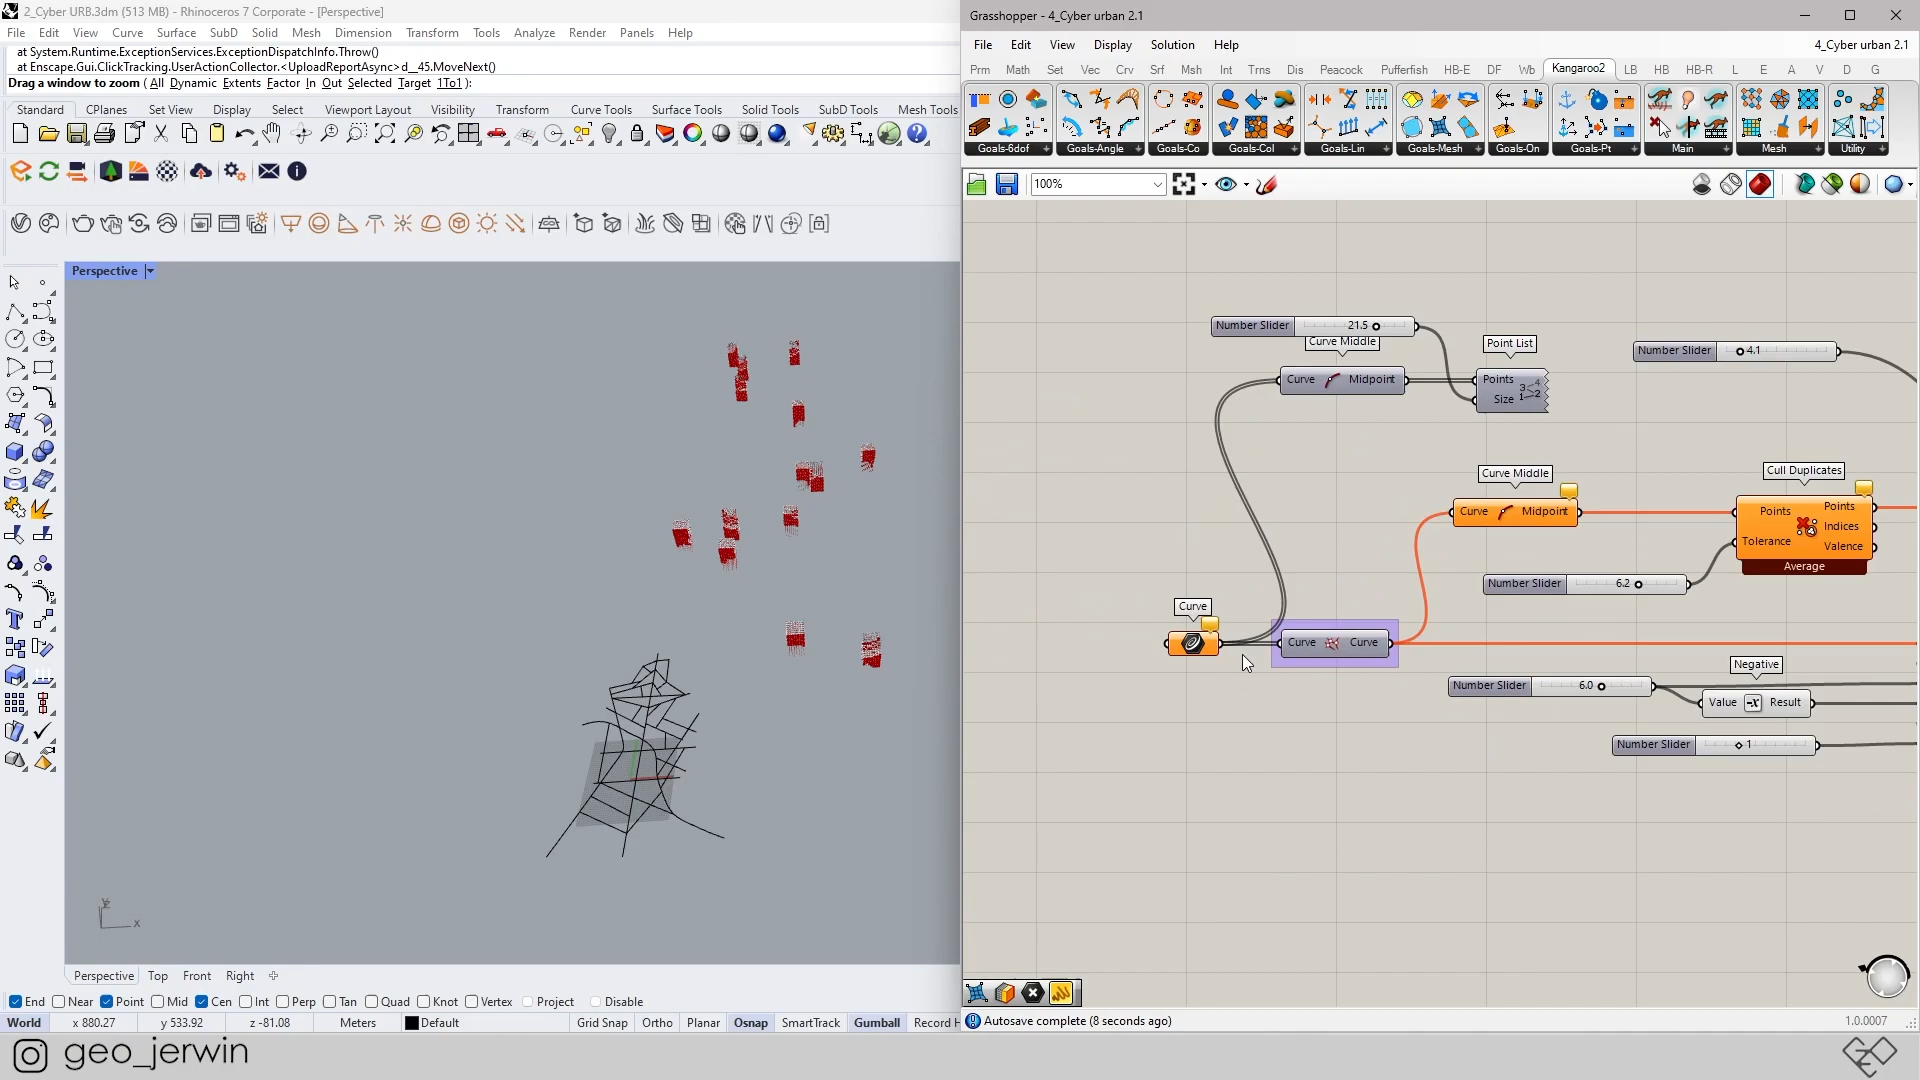 2_Cyber URB.3dm (513 MB) - Rhinoceros 7 Corporate - [Perspective]
File Edit View Curve Surface SubD Solid Mesh Dimension Transform Tools Analyze Render Panels Help
at System.Runtime.ExceptionServices.ExceptionDispatchInfo.Throw()
at Enscape.Gui.ClickTracking.UserActionCollector.<UploadReportAsync>d__45.MoveNext()
Drag a window to zoom ( All Dynamic Extents Factor In Out Selected Target 1To1 ):
Standard CPlanes Set View Display Select Viewport Layout Visibility Transform Curve Tools Surface Tools Solid Tools SubD Tools Mesh Tools
Perspective
z
x
Perspective Top Front Right
End Near Point Mid Cen Int Perp Tan Quad Knot Vertex Project Disable
World x 880.27 y 533.92 z -81.08 Meters Default Grid Snap Ortho Planar Osnap SmartTrack Gumball Record H
Grasshopper - 4_Cyber urban 2.1
File Edit View Display Solution Help 4_Cyber urban 2.1
Prm Math Set Vec Crv Srf Msh Int Trns Dis Peacock Pufferfish HB-E DF Wb Kangaroo2 LB HB HB-R L E A V D G
Goals-6dof Goals-Angle Goals-Co Goals-Col Goals-Lin Goals-Mesh Goals-On Goals-Pt Main Mesh Utility
100%
Number Slider 21.5
Curve Middle
Curve Midpoint
Point List
Points
Size
3 4
1 2
Number Slider 4.1
Curve Middle
Curve Midpoint
Cull Duplicates
Points Points
Indices
Tolerance Valence
Average
Number Slider 6.2
Curve
Curve Curve
Number Slider 6.0
Negative
Value -x Result
Number Slider 1
Autosave complete (8 seconds ago) 1.0.0007
geo_jerwin